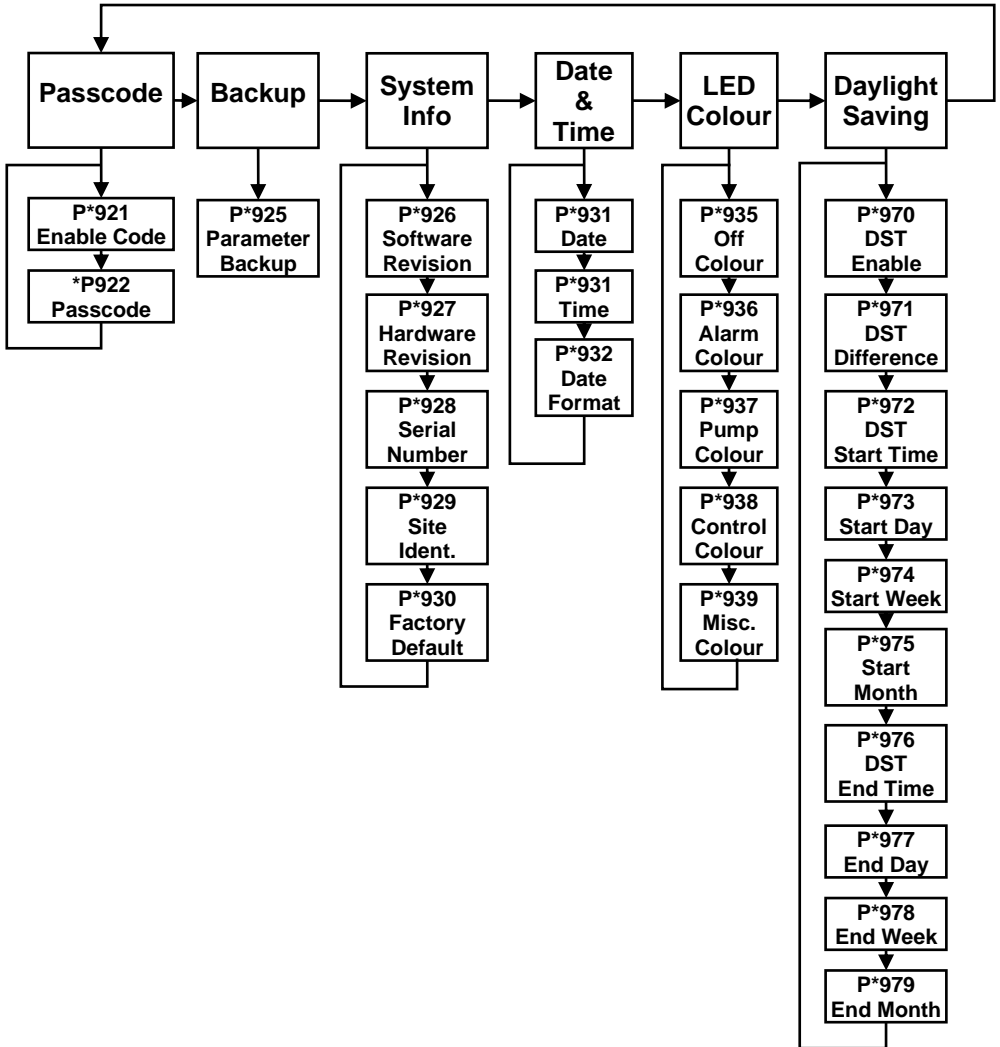 Passcode
Backup
System
Info
Date
&
Time
LED
Colour
Daylight
Saving
P*921
Enable Code
*P922
Passcode
P*925
Parameter
Backup
P*926
Software
Revision
P*927
Hardware
Revision
P*928
Serial
Number
P*929
Site
Ident.
P*930
Factory
Default
P*931
Date
P*931
Time
P*932
Date
Format
P*935
Off
Colour
P*936
Alarm
Colour
P*937
Pump
Colour
P*938
Control
Colour
P*939
Misc.
Colour
P*970
DST
Enable
P*971
DST
Difference
P*972
DST
Start Time
P*973
Start Day
P*974
Start Week
P*975
Start
Month
P*976
DST
End Time
P*977
End Day
P*978
End Week
P*979
End Month